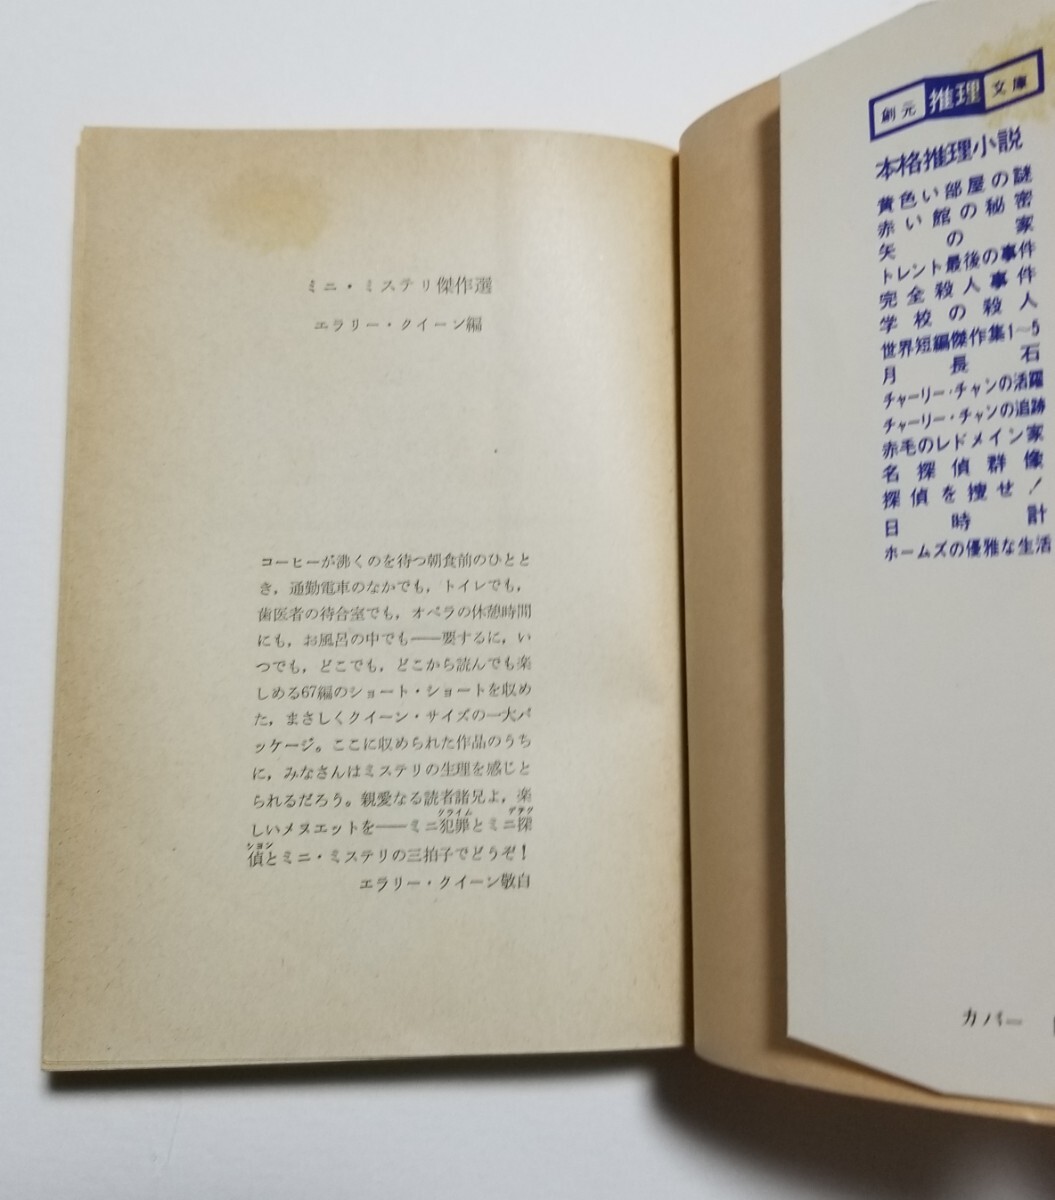 ミニ・ミステリ傑作選
エラリー・クイーン編
コーヒーが沸くのを待つ朝食前のひとと
き，通勤電車のなかでも，トイレでも，
歯医者の待合室でも，オペラの休憩時間
にも，お風呂の中でも——要するに，い
つでも，どこでも，どこから読んでも楽
しめる67編のショート・ショートを収め
た，まさしくクイーン・サイズの一大パ
ッケージ。ここに収められた作品のうち
に，みなさんはミステリの生理を感じと
られるだろう。親愛なる読者諸兄よ，楽
クライム　デテク
しいメヌエットを——ミニ犯罪とミニ探
ション
偵とミニ・ミステリの三拍子でどうぞ！
エラリー・クイーン敬白
創元推理文庫
本格推理小説
黄色い部屋の謎
赤い館の秘密
矢の家
トレント最後の事件
完全殺人事件
学校の殺人
世界短編傑作集1～5
月長石
チャーリー・チャンの活躍
チャーリー・チャンの追跡
赤毛のレドメイン家
名探偵群像
探偵を捜せ！
日時計
ホームズの優雅な生活
カバー